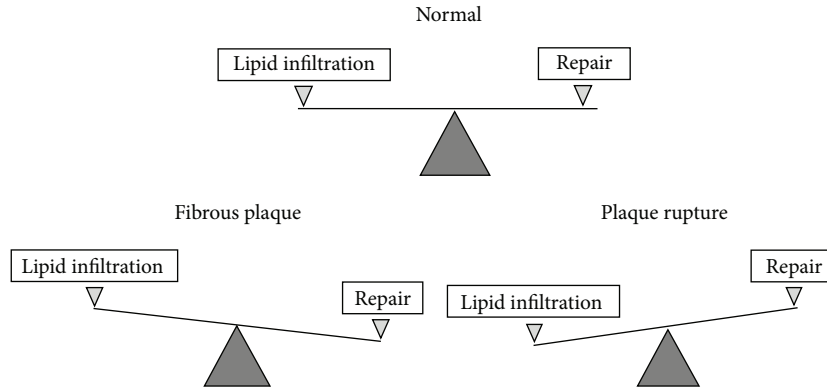 Normal
Lipid infiltration
Repair
Fibrous plaque
Lipid infiltration
Repair
Plaque rupture
Lipid infiltration
Repair